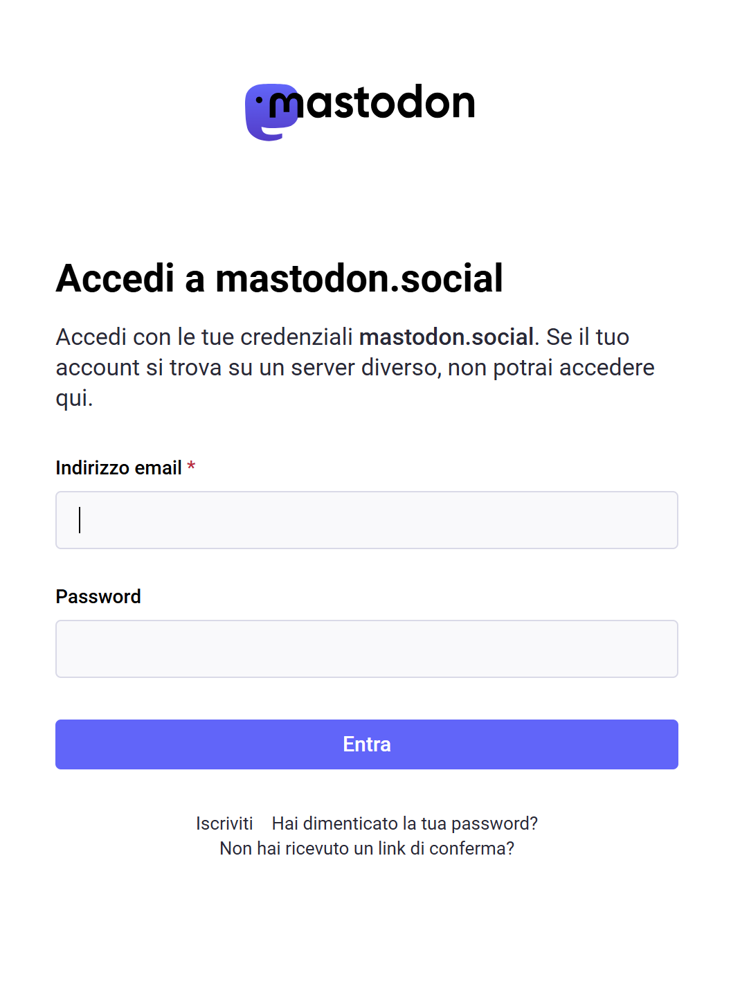 mastodon
Accedi a mastodon.social
Accedi con le tue credenziali mastodon.social. Se il tuo
account si trova su un server diverso, non potrai accedere
qui.
Indirizzo email *
Password
Entra
Iscriviti Hai dimenticato la tua password?
Non hai ricevuto un link di conferma?